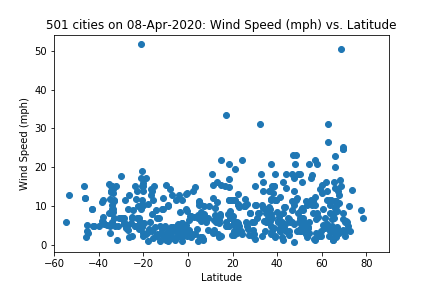 501 cities on 08-Apr-2020: Wind Speed (mph) vs. Latitude
50
40
30
20
10
0
Wind Speed (mph)
−60 −40 −20 0 20 40 60 80
Latitude